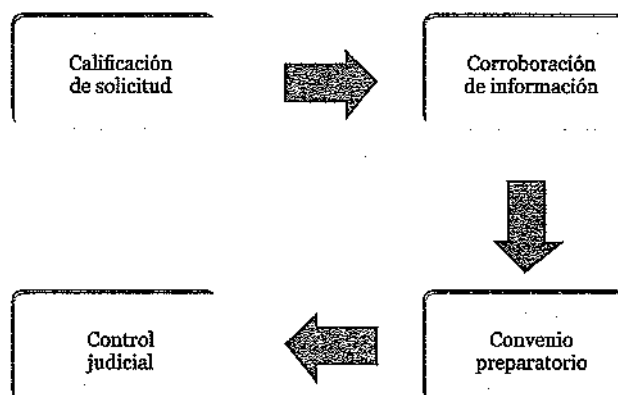 Calificación
de solicitud
Corroboración
de información
Convenio
preparatorio
Control
judicial